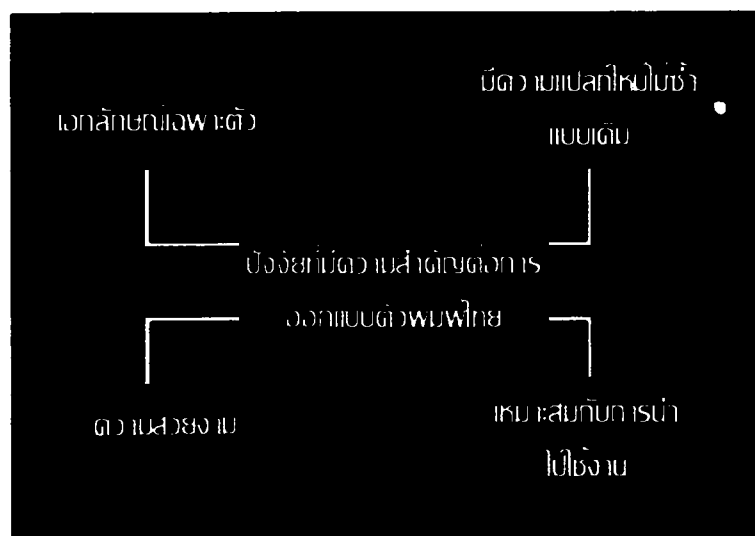 เอกลักษณ์เฉพาะตัว
มีความแปลกใหม่ไม่ซ้ำ
แบบเดิม
ปัจจัยที่มีความสำคัญต่อการ
ออกแบบตัวพิมพ์ไทย
ความสวยงาม
เหมาะสมกับการนำ
ไปใช้งาน